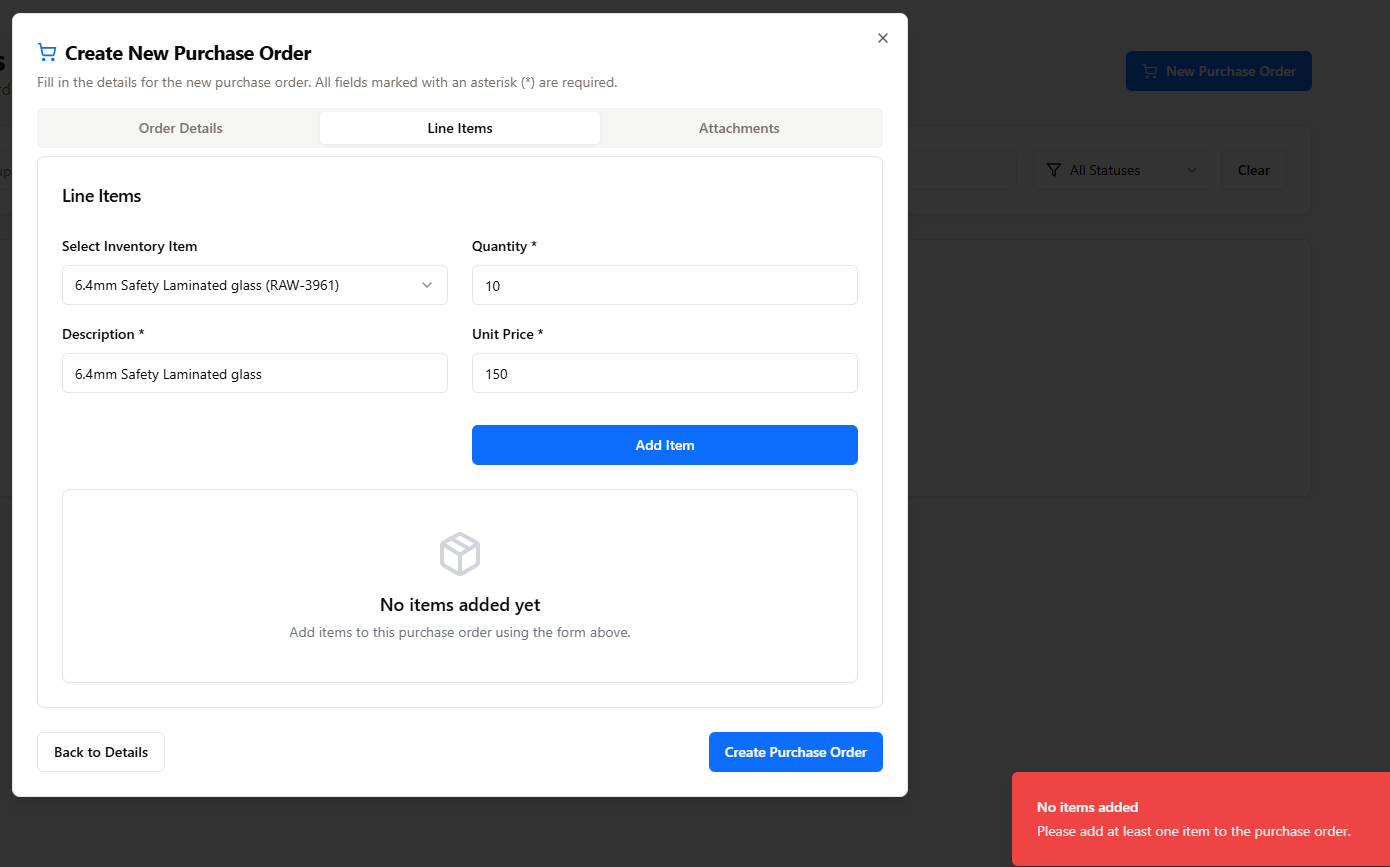 Create New Purchase Order
Fill in the details for the new purchase order. All fields marked with an asterisk (*) are required.
New Purchase Order
Order Details
Line Items
Attachments
All Statuses
Clear
Line Items
Select Inventory Item
Quantity *
6.4mm Safety Laminated glass (RAW-3961)
10
Description *
Unit Price *
6.4mm Safety Laminated glass
150
Add Item
No items added yet
Add items to this purchase order using the form above.
Back to Details
Create Purchase Order
No items added
Please add at least one item to the purchase order.